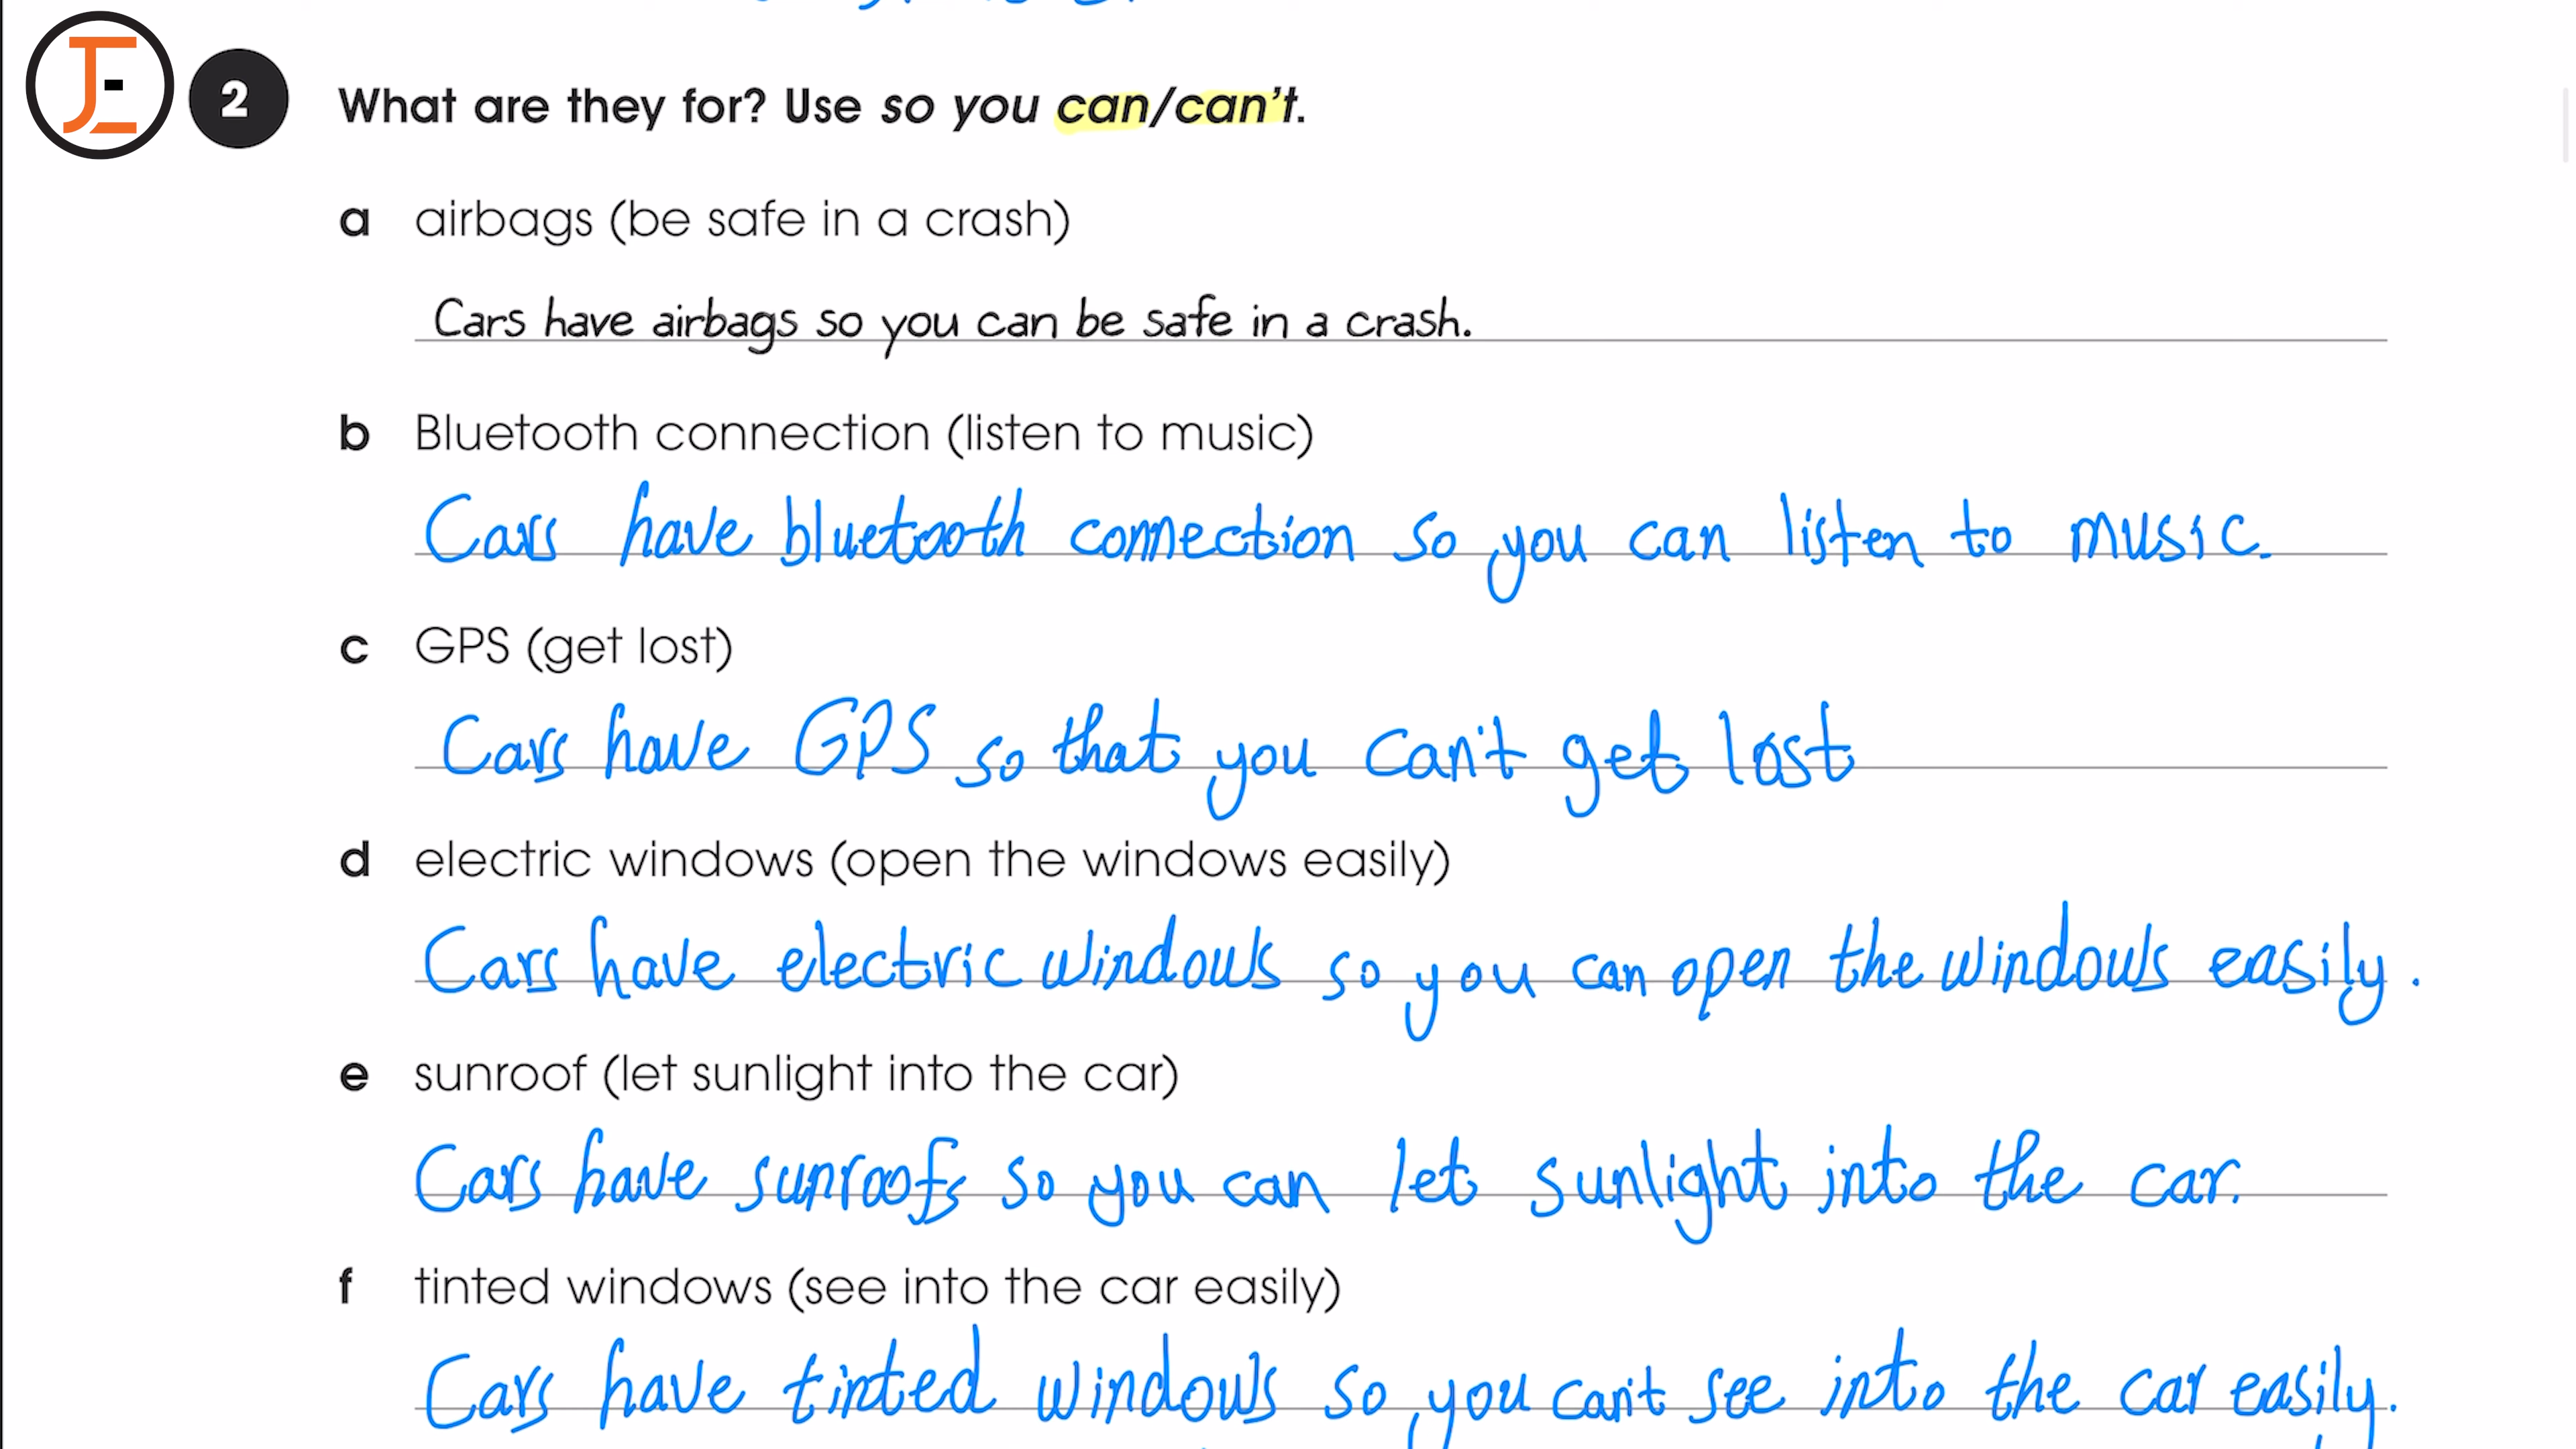 JE
2 What are they for? Use so you can/can't.
a airbags (be safe in a crash)
Cars have airbags so you can be safe in a crash.
b Bluetooth connection (listen to music)
Cars have bluetooth connection so you can listen to music.
c GPS (get lost)
Cars have GPS so that you can't get lost
d electric windows (open the windows easily)
Cars have electric windows so you can open the windows easily.
e sunroof (let sunlight into the car)
Cars have sunroofs so you can let sunlight into the car.
f tinted windows (see into the car easily)
Cars have tinted windows so you can't see into the car easily.